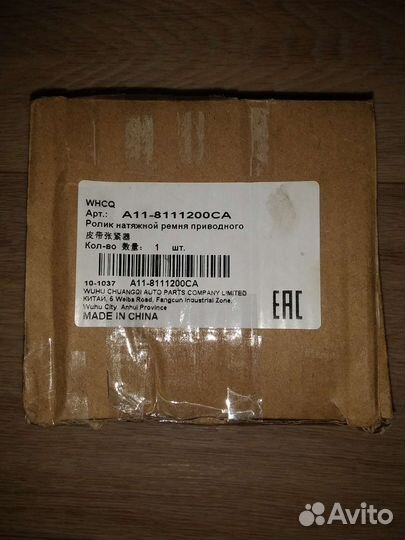 WHCQ
Арт.: A11-8111200CA
Ролик натяжной ремня приводного
皮带张紧器
Кол-во 数量: 1 шт.
10-1037 A11-8111200CA
WUHU CHUANGQI AUTO PARTS COMPANY LIMITED
КИТАЙ, 6 Weiba Road, Fangcun Industrial Zone,
Wuhu City, Anhui Province
MADE IN CHINA
EAC
Avito